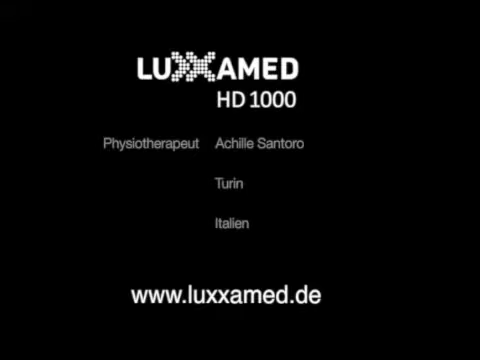 LUXXAMED
HD 1000
Physiotherapeut Achille Santoro
Turin
Italien
www.luxxamed.de